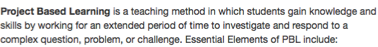 Project Based Learning is a teaching method in which students gain knowledge and
skills by working for an extended period of time to investigate and respond to a
complex question, problem, or challenge. Essential Elements of PBL include: